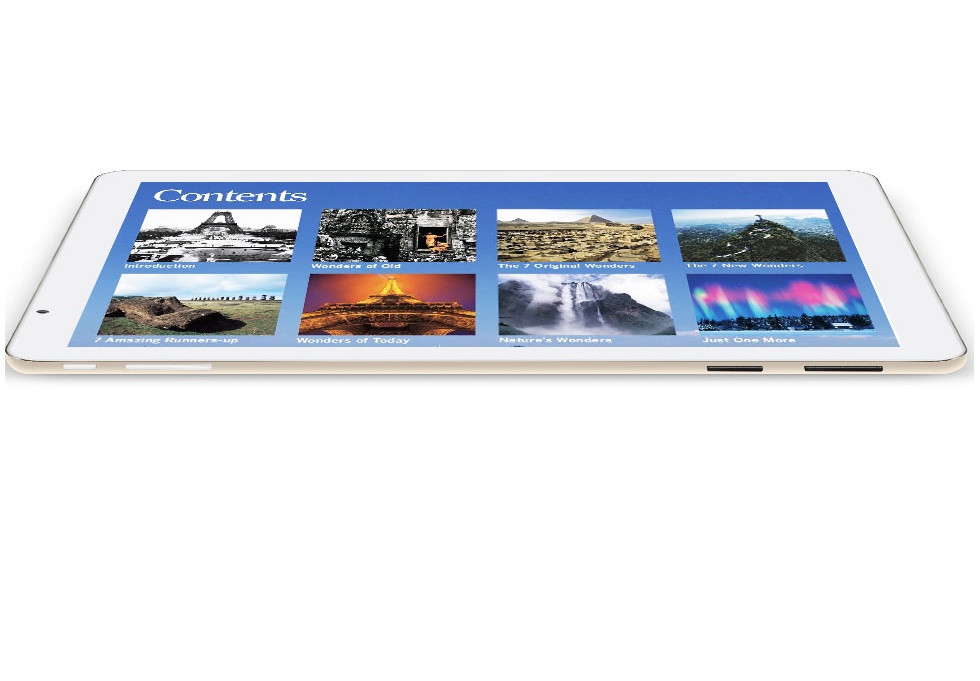 Contents
Introduction
Wonders of Old
The 7 Original Wonders
The 7 New Wonders
7 Amazing Runners-up
Wonders of Today
Nature's Wonders
Just One More